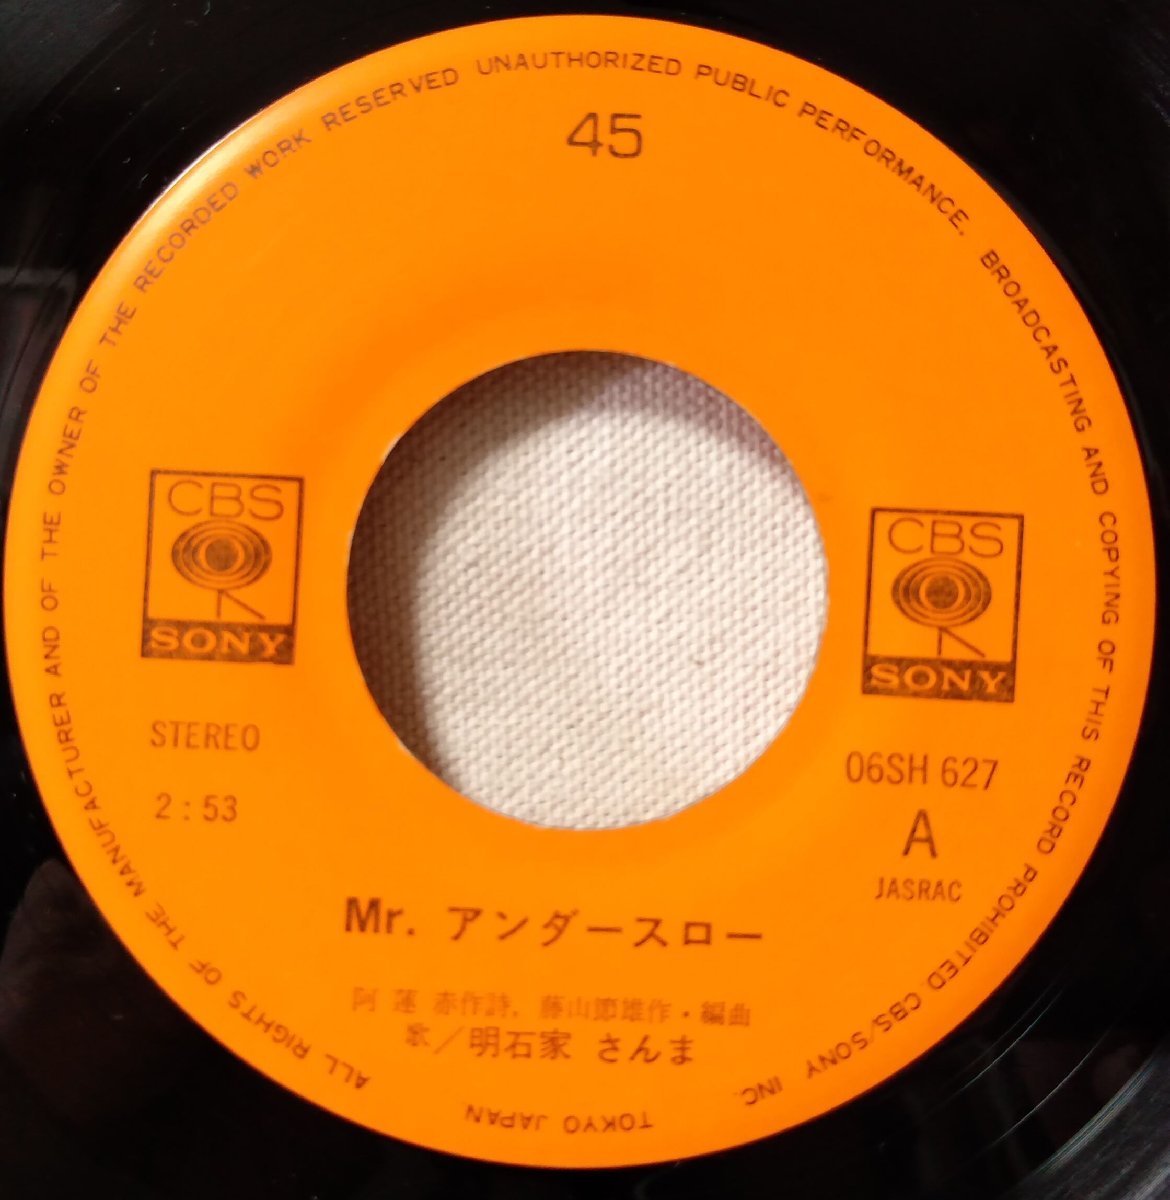 ALL RIGHTS OF THE MANUFACTURER AND OF THE OWNER OF THE RECORDED WORK RESERVED UNAUTHORIZED PUBLIC PERFORMANCE, BROADCASTING AND COPYING OF THIS RECORD PROHIBITED CBS/SONY INC. TOKYO JAPAN
45
CBS
SONY
CBS
SONY
STEREO
2:53
06SH 627
A
JASRAC
Mr. アンダースロー
阿蓮 赤作詩、藤山節雄作・編曲
歌／明石家 さんま